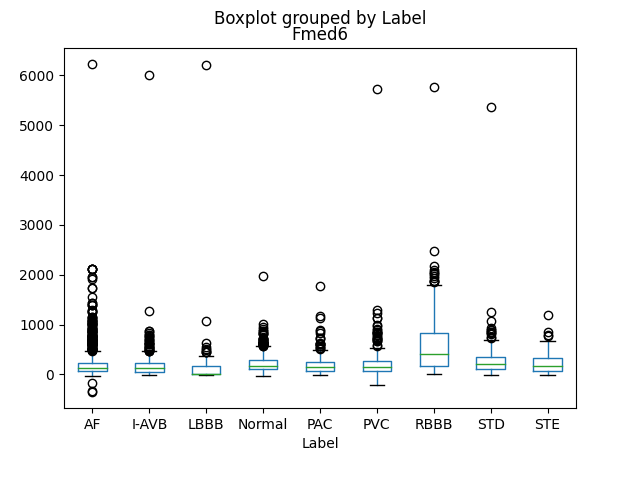 Boxplot grouped by Label
Fmed6
6000
5000
4000
3000
2000
1000
0
AF I-AVB LBBB Normal PAC PVC RBBB STD STE
Label